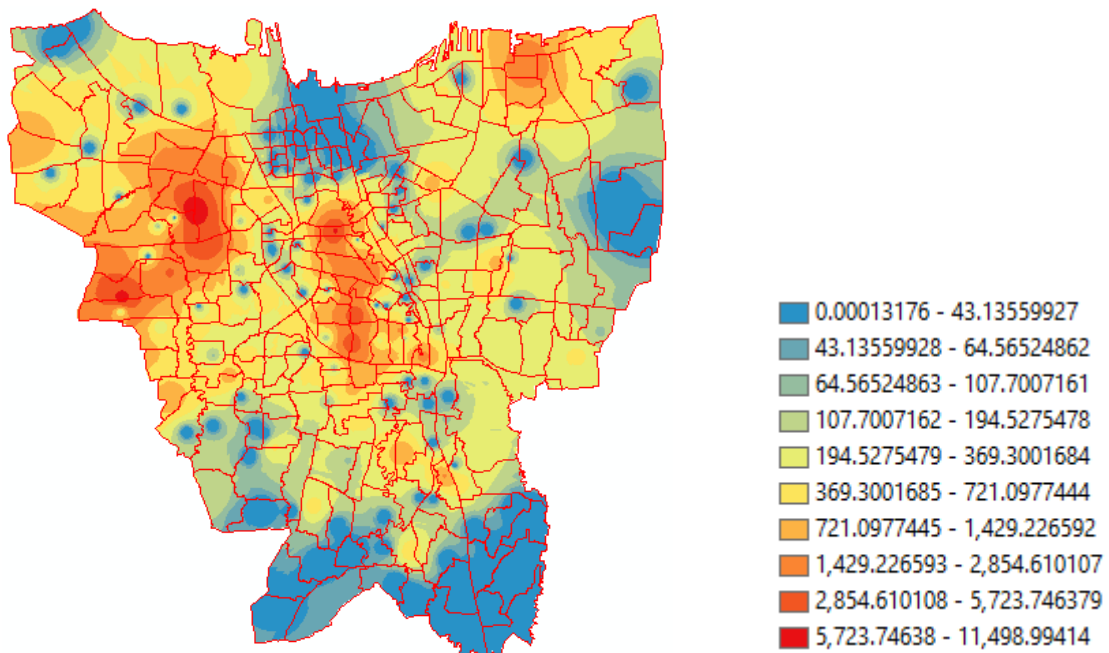 0.00013176 - 43.13559927
43.13559928 - 64.56524862
64.56524863 - 107.7007161
107.7007162 - 194.5275478
194.5275479 - 369.3001684
369.3001685 - 721.0977444
721.0977445 - 1,429.226592
1,429.226593 - 2,854.610107
2,854.610108 - 5,723.746379
5,723.74638 - 11,498.99414